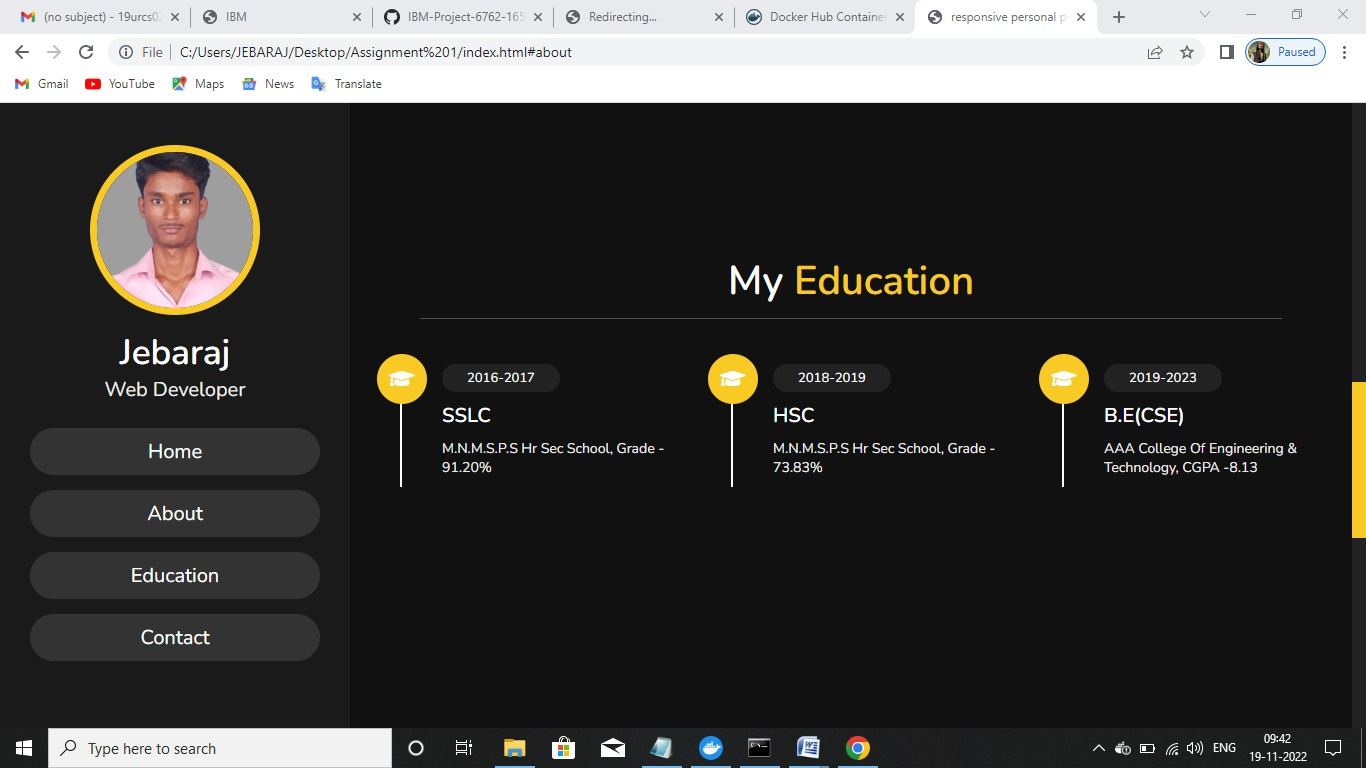 (no subject) - 19urcs0
IBM
IBM-Project-6762-165
Redirecting...
Docker Hub Container
responsive personal p
File
C:/Users/JEBARAJ/Desktop/Assignment%201/index.html#about
Paused
Gmail
YouTube
Maps
News
Translate
Jebaraj
Web Developer
Home
About
Education
Contact
My Education
2016-2017
SSLC
M.N.M.S.P.S Hr Sec School, Grade -
91.20%
2018-2019
HSC
M.N.M.S.P.S Hr Sec School, Grade -
73.83%
2019-2023
B.E(CSE)
AAA College Of Engineering &
Technology, CGPA -8.13
Type here to search
ENG
09:42
19-11-2022